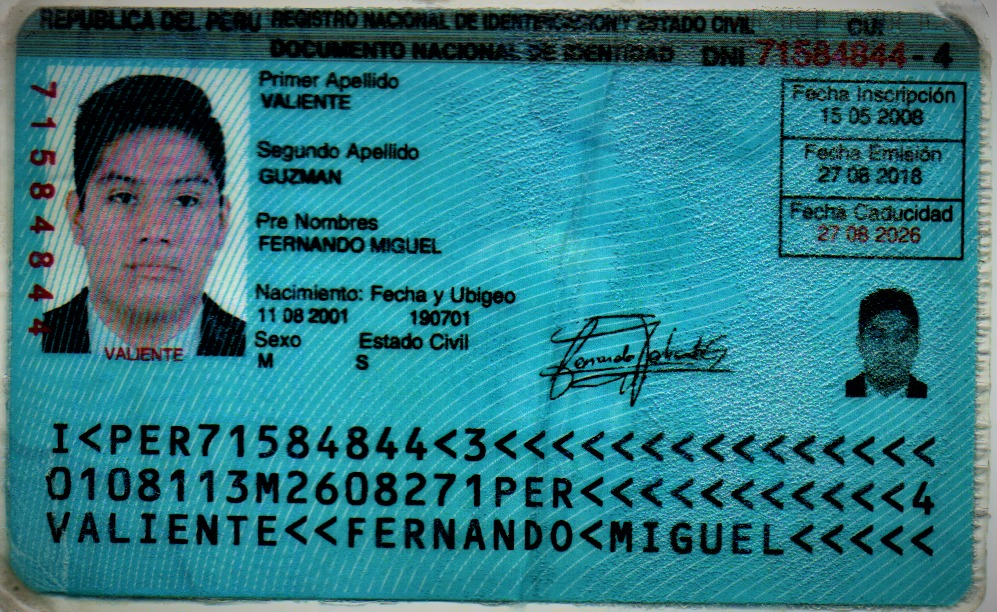 REPUBLICA DEL PERU REGISTRO NACIONAL DE IDENTIFICACION Y ESTADO CIVIL CUI
DOCUMENTO NACIONAL DE IDENTIDAD DNI 71584844 - 4
71584844
Primer Apellido
VALIENTE
Segundo Apellido
GUZMAN
Pre Nombres
FERNANDO MIGUEL
Nacimiento: Fecha y Ubigeo
11 08 2001 190701
Sexo Estado Civil
M S
VALIENTE
Fecha Inscripción
15 05 2008
Fecha Emisión
27 08 2018
Fecha Caducidad
27 08 2026
Fernando Valiente G
I<PER71584844<3<<<<<<<<<<<<<<<
0108113M2608271PER<<<<<<<<<<<4
VALIENTE<<FERNANDO<MIGUEL<<<<<